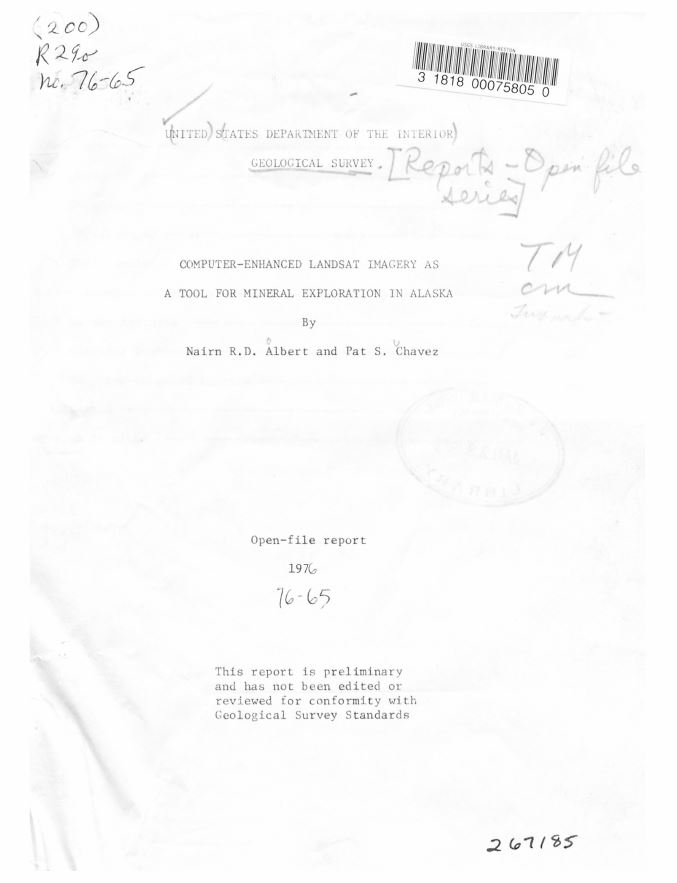 (200)
R29o
no. 76-65
USGS LIBRARY-RESTON
3 1818 00075805 0
UNITED) STATES DEPARTMENT OF THE INTERIOR)
GEOLOGICAL SURVEY. [Reports - Open file
series]
COMPUTER-ENHANCED LANDSAT IMAGERY AS
A TOOL FOR MINERAL EXPLORATION IN ALASKA
TM
cm
By
Nairn R.D. Albert and Pat S. Chavez
LIBRARY
Open-file report
1976
76-65
This report is preliminary
and has not been edited or
reviewed for conformity with
Geological Survey Standards
267185